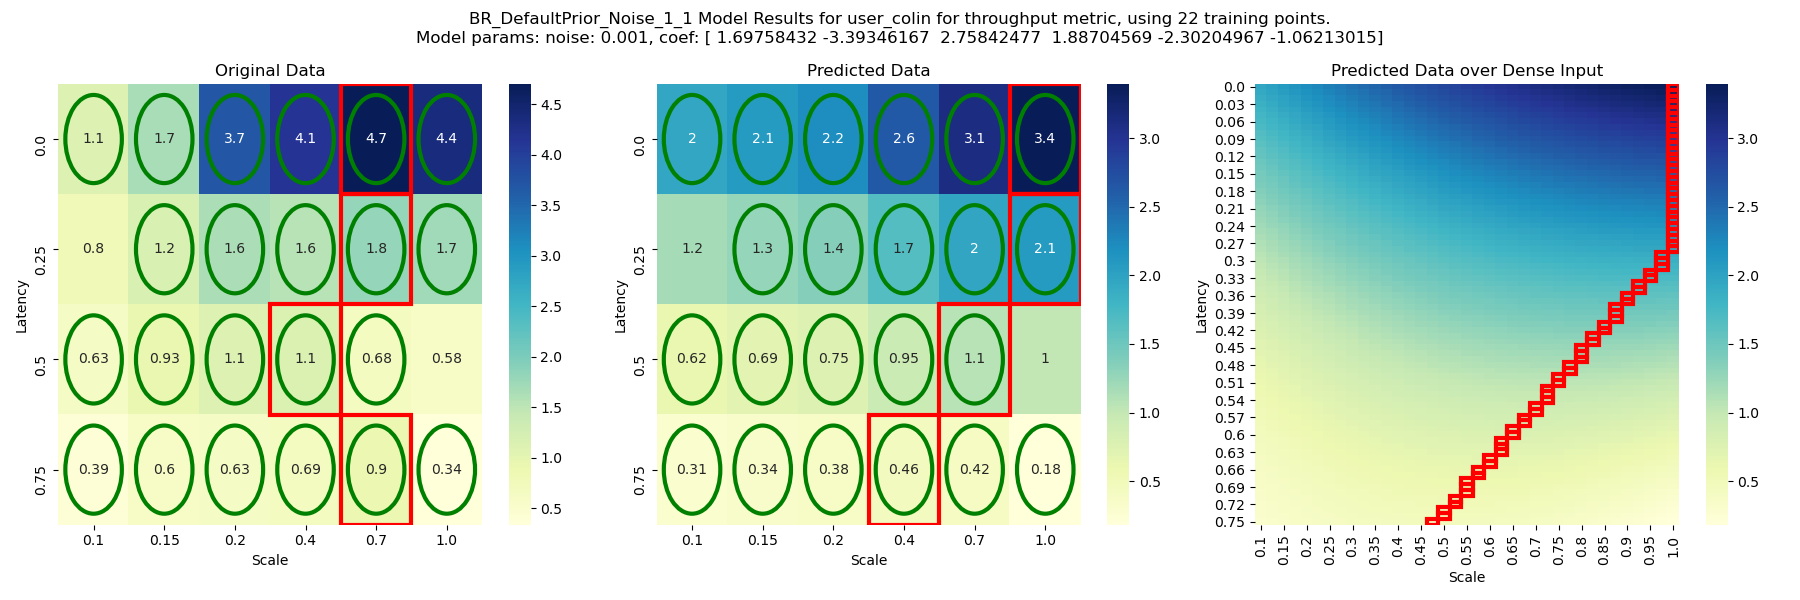 BR_DefaultPrior_Noise_1_1 Model Results for user_colin for throughput metric, using 22 training points.
Model params: noise: 0.001, coef: [ 1.69758432 -3.39346167  2.75842477  1.88704569 -2.30204967 -1.06213015]
Original Data
Latency
0.0
1.1 1.7 3.7 4.1 4.7 4.4
0.25
0.8 1.2 1.6 1.6 1.8 1.7
0.5
0.63 0.93 1.1 1.1 0.68 0.58
0.75
0.39 0.6 0.63 0.69 0.9 0.34
0.1 0.15 0.2 0.4 0.7 1.0
Scale
4.5
4.0
3.5
3.0
2.5
2.0
1.5
1.0
0.5
Predicted Data
Latency
0.0
2 2.1 2.2 2.6 3.1 3.4
0.25
1.2 1.3 1.4 1.7 2 2.1
0.5
0.62 0.69 0.75 0.95 1.1 1
0.75
0.31 0.34 0.38 0.46 0.42 0.18
0.1 0.15 0.2 0.4 0.7 1.0
Scale
3.0
2.5
2.0
1.5
1.0
0.5
Predicted Data over Dense Input
Latency
0.0
0.03
0.06
0.09
0.12
0.15
0.18
0.21
0.24
0.27
0.3
0.33
0.36
0.39
0.42
0.45
0.48
0.51
0.54
0.57
0.6
0.63
0.66
0.69
0.72
0.75
0.1 0.15 0.2 0.25 0.3 0.35 0.4 0.45 0.5 0.55 0.6 0.65 0.7 0.75 0.8 0.85 0.9 0.95 1.0
Scale
3.0
2.5
2.0
1.5
1.0
0.5